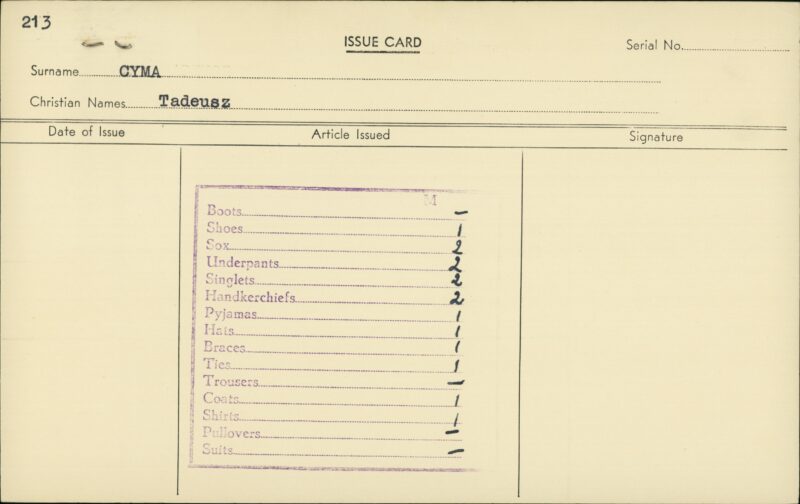 213
ISSUE CARD
Serial No.
Surname CYMA
Christian Names Tadeusz
Date of Issue Article Issued Signature
M
Boots –
Shoes 1
Sox 2
Underpants 2
Singlets 2
Handkerchiefs 2
Pyjamas 1
Hats 1
Braces 1
Ties 1
Trousers –
Coats 1
Shirts 1
Pullovers –
Suits –